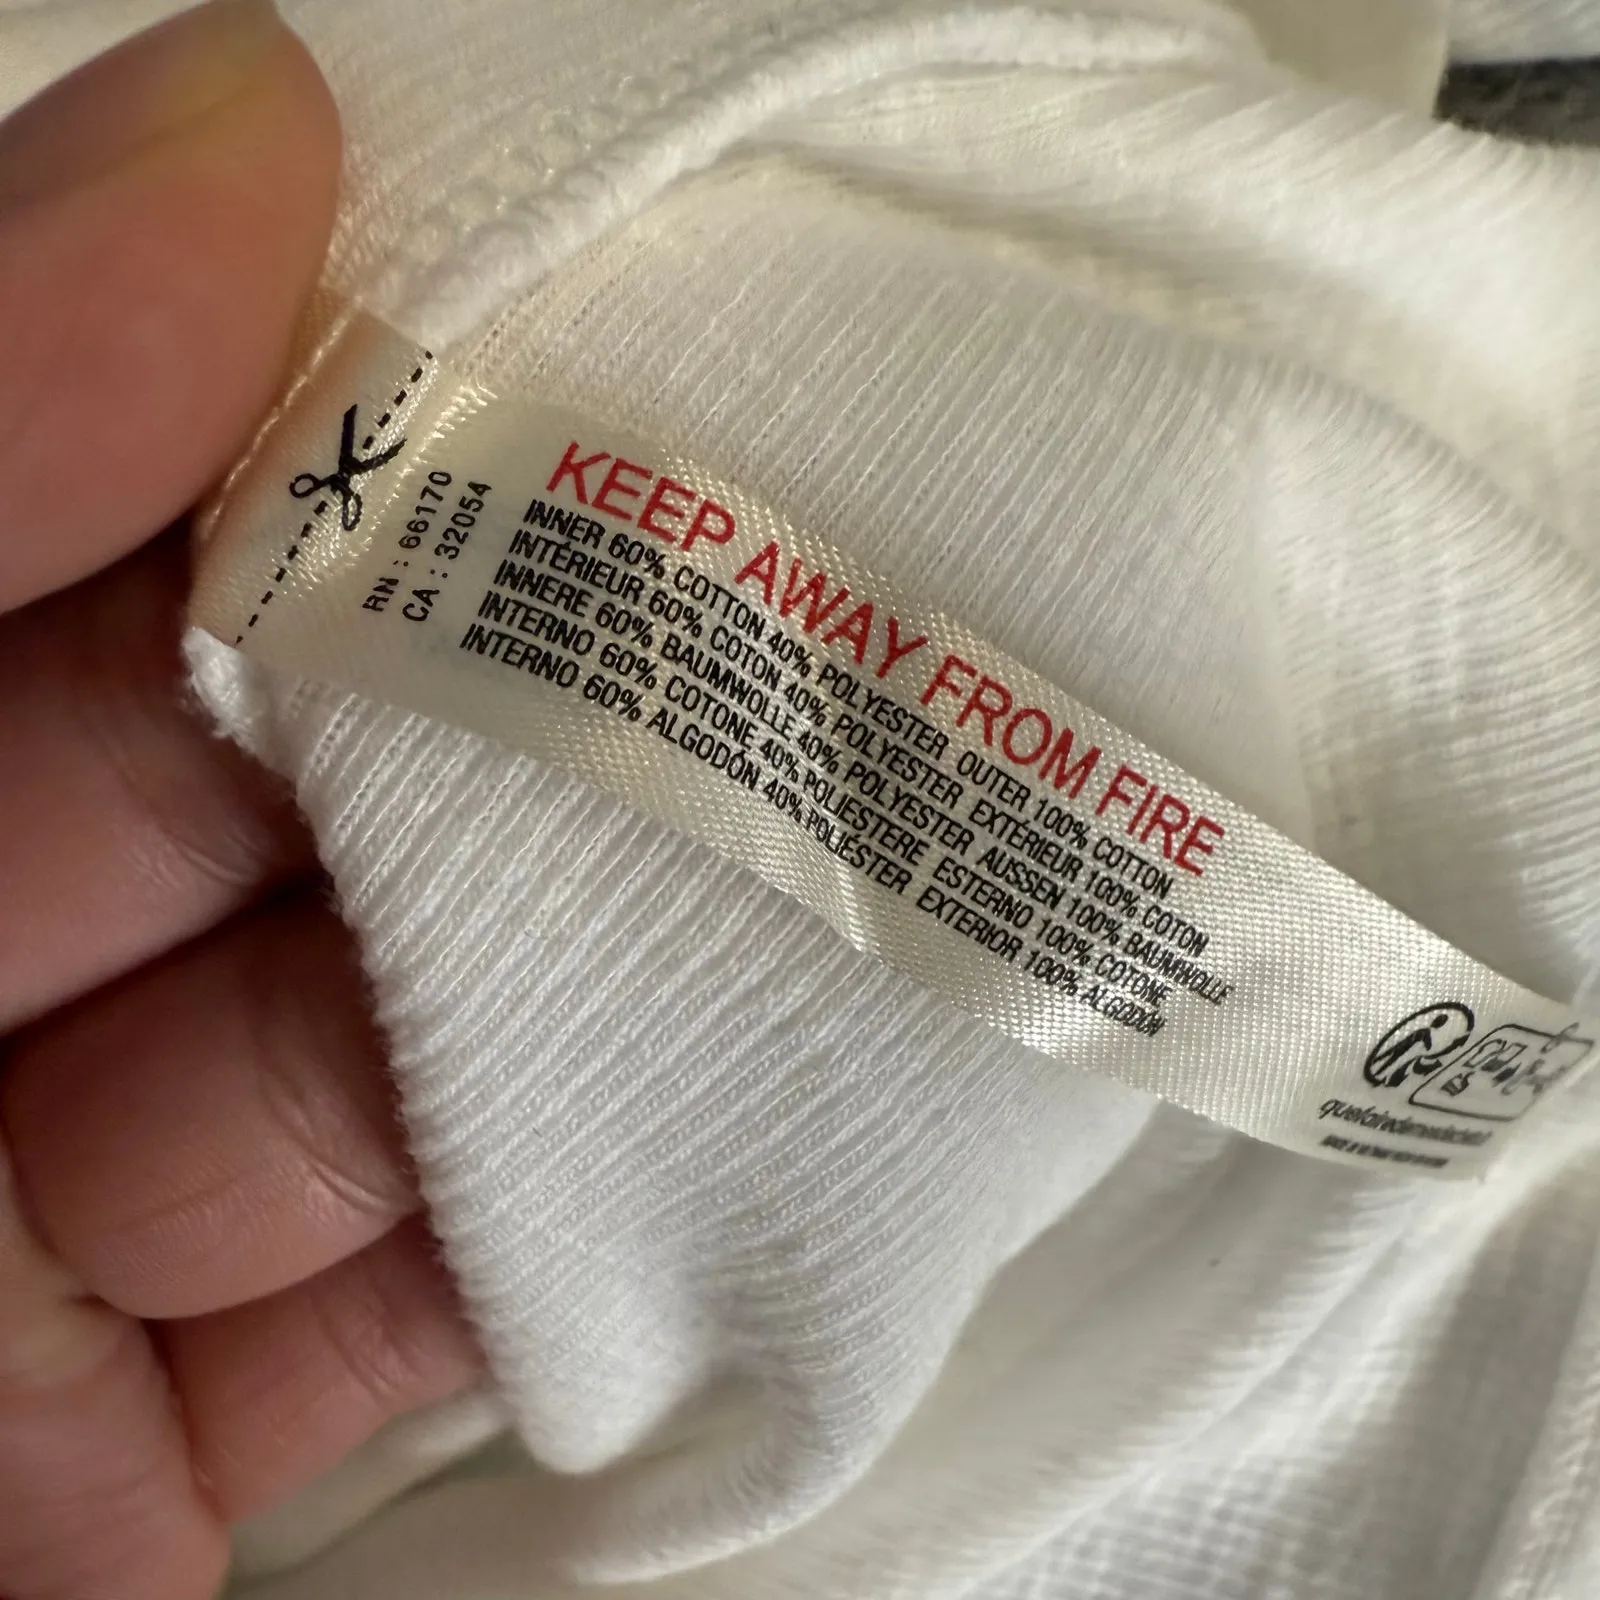 RN : 66170
CA : 32054
KEEP AWAY FROM FIRE
INNER 60% COTTON 40% POLYESTER OUTER 100% COTTON
INTÉRIEUR 60% COTON 40% POLYESTER EXTÉRIEUR 100% COTON
INNERE 60% BAUMWOLLE 40% POLYESTER AUSSEN 100% BAUMWOLLE
INTERNO 60% COTONE 40% POLIESTERE ESTERNO 100% COTONE
INTERNO 60% ALGODÓN 40% POLIÉSTER EXTERIOR 100% ALGODÓN